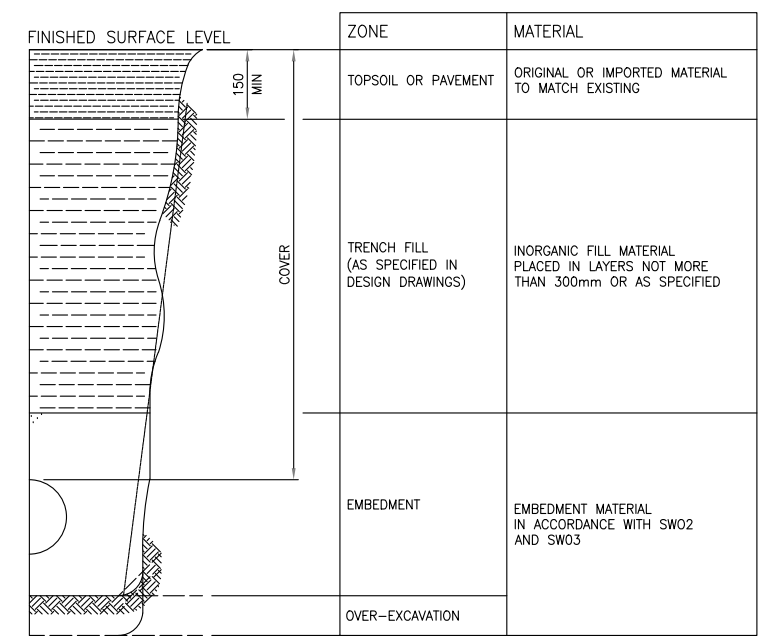 FINISHED SURFACE LEVEL
ZONE
MATERIAL
150
MIN
TOPSOIL OR PAVEMENT
ORIGINAL OR IMPORTED MATERIAL
TO MATCH EXISTING
COVER
TRENCH FILL
(AS SPECIFIED IN
DESIGN DRAWINGS)
INORGANIC FILL MATERIAL
PLACED IN LAYERS NOT MORE
THAN 300mm OR AS SPECIFIED
EMBEDMENT
EMBEDMENT MATERIAL
IN ACCORDANCE WITH SW02
AND SW03
OVER-EXCAVATION